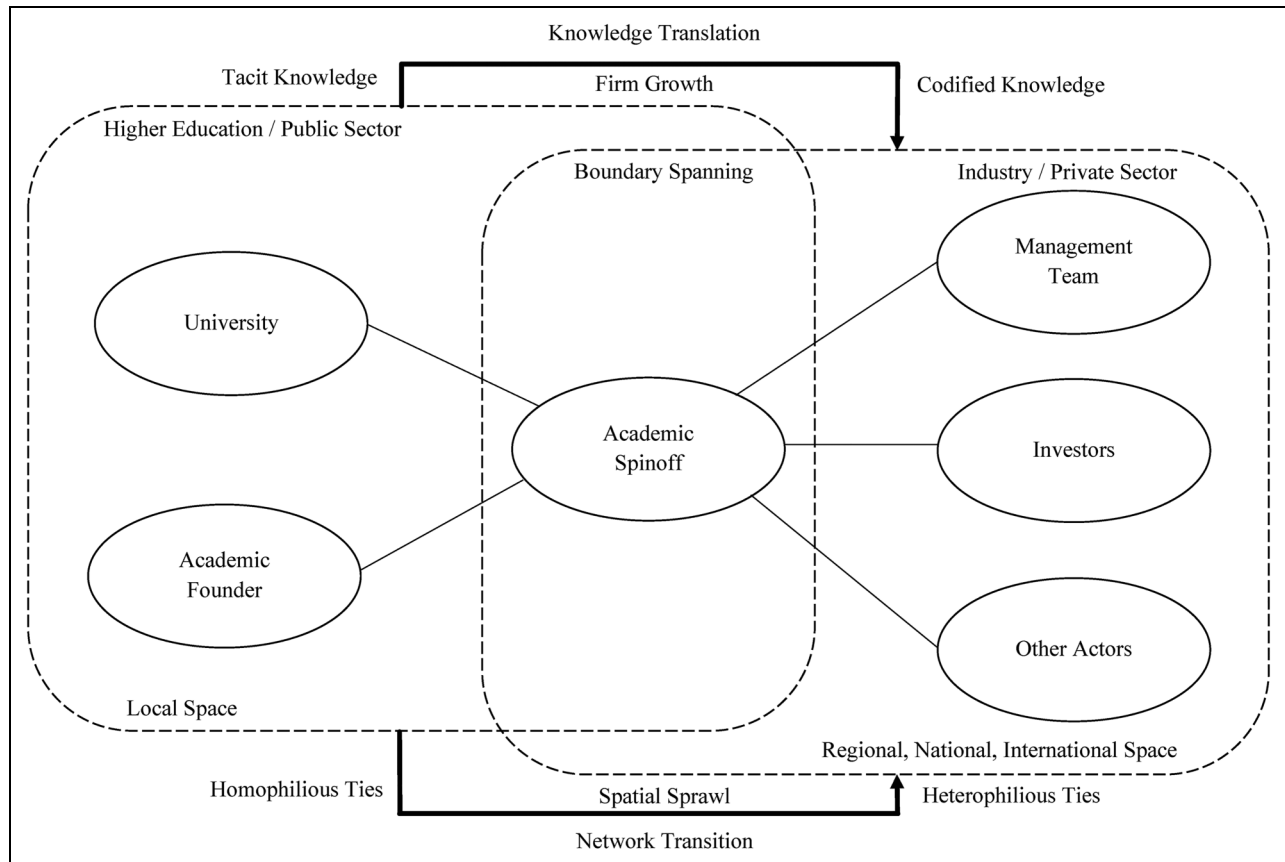 Knowledge Translation
Tacit Knowledge
Firm Growth
Codified Knowledge
Higher Education / Public Sector
Boundary Spanning
Industry / Private Sector
Management
Team
University
Academic
Spinoff
Investors
Academic
Founder
Other Actors
Local Space
Regional, National, International Space
Homophilious Ties
Spatial Sprawl
Heterophilious Ties
Network Transition